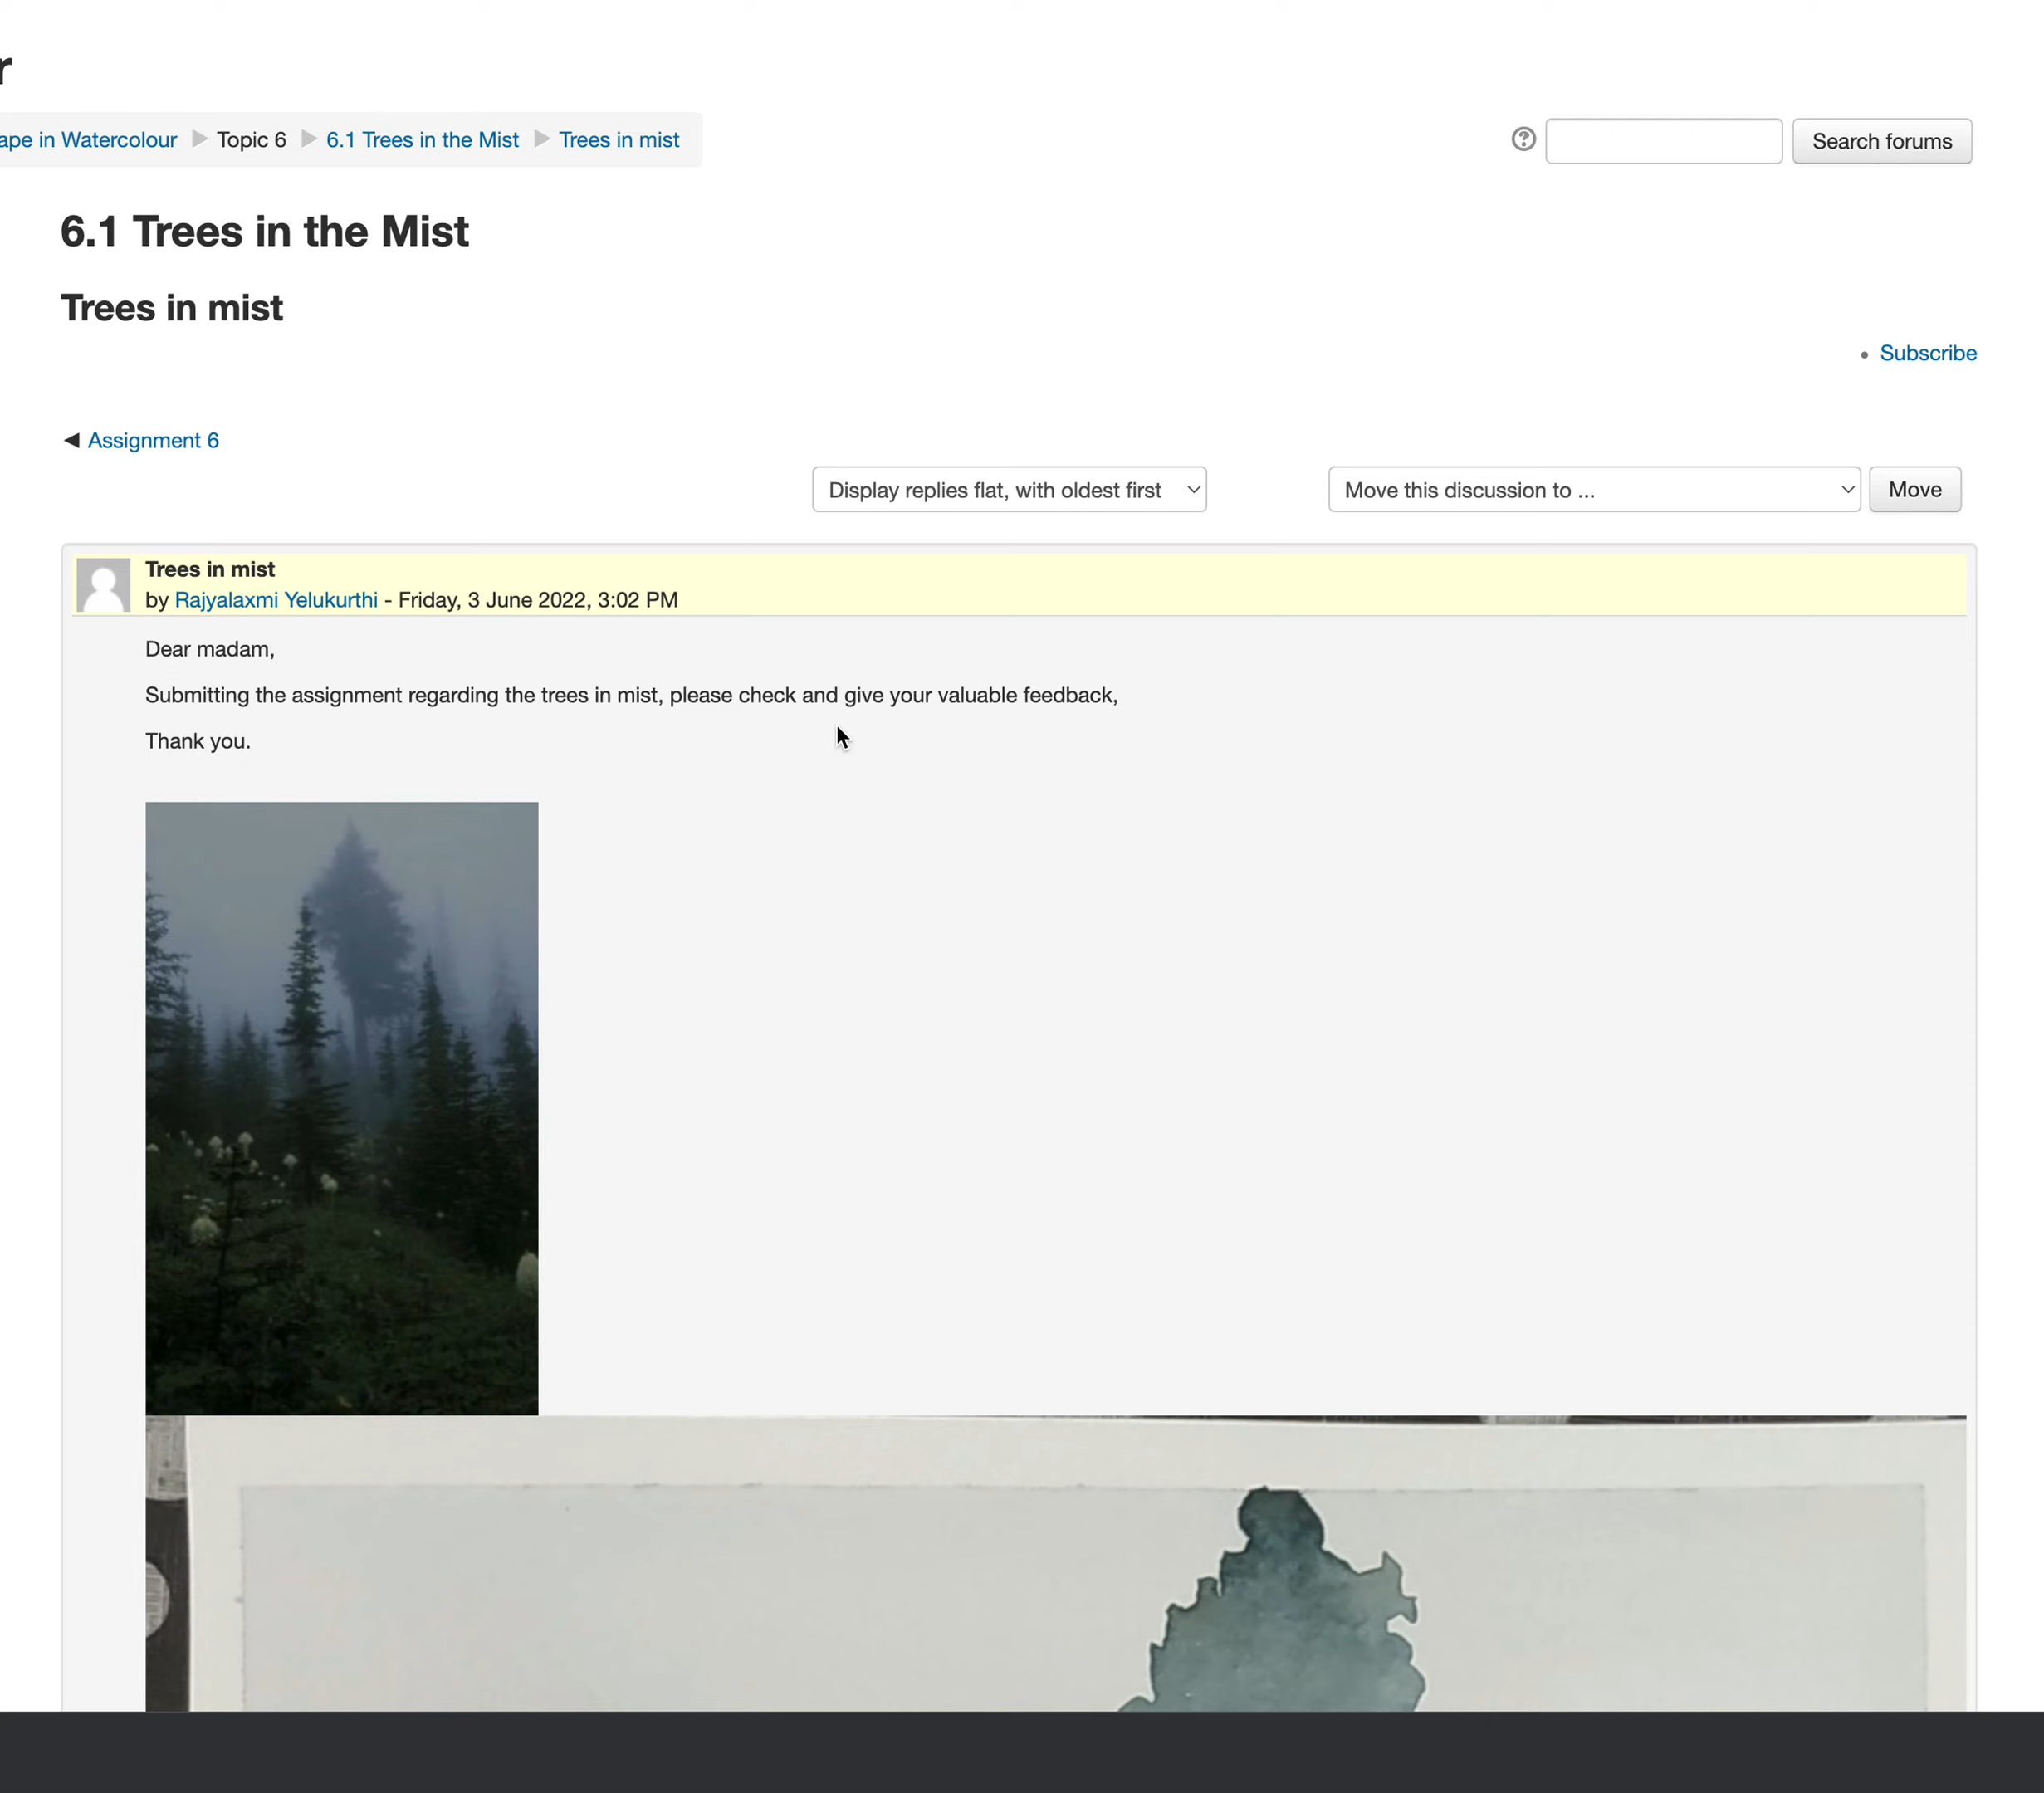 r
ape in Watercolour Topic 6 6.1 Trees in the Mist Trees in mist
Search forums
6.1 Trees in the Mist
Trees in mist
Subscribe
Assignment 6
Display replies flat, with oldest first
Move this discussion to ...
Move
Trees in mist
by Rajyalaxmi Yelukurthi - Friday, 3 June 2022, 3:02 PM
Dear madam,
Submitting the assignment regarding the trees in mist, please check and give your valuable feedback,
Thank you.